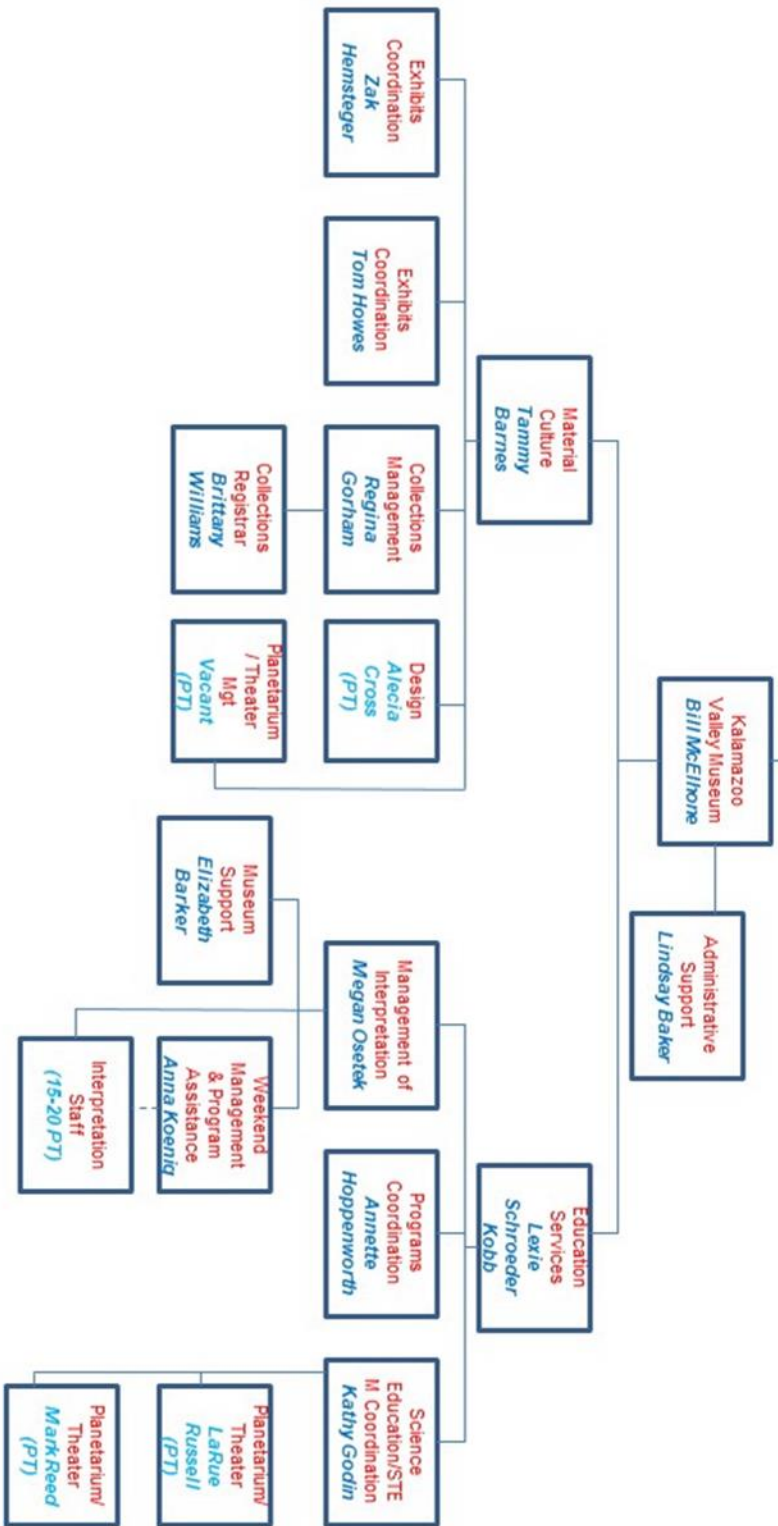 Kalamazoo
Valley Museum
Bill McElhone
Administrative
Support
Lindsay Baker
Material
Culture
Tammy
Barnes
Education
Services
Lexie
Schroeder
Kobb
Exhibits
Coordination
Zak
Hemsteger
Exhibits
Coordination
Tom Howes
Collections
Management
Regina
Gorham
Design
Alecia
Cross
(PT)
Collections
Registrar
Brittany
Williams
Planetarium
/ Theater
Mgt
Vacant
(PT)
Management of
Interpretation
Megan Osetek
Programs
Coordination
Annette
Hoppenworth
Science
Education/STE
M Coordination
Kathy Godin
Museum
Support
Elizabeth
Barker
Weekend
Management
& Program
Assistance
Anna Koenig
Interpretation
Staff
(15-20 PT)
Planetarium/
Theater
LaRue
Russell
(PT)
Planetarium/
Theater
Mark Reed
(PT)